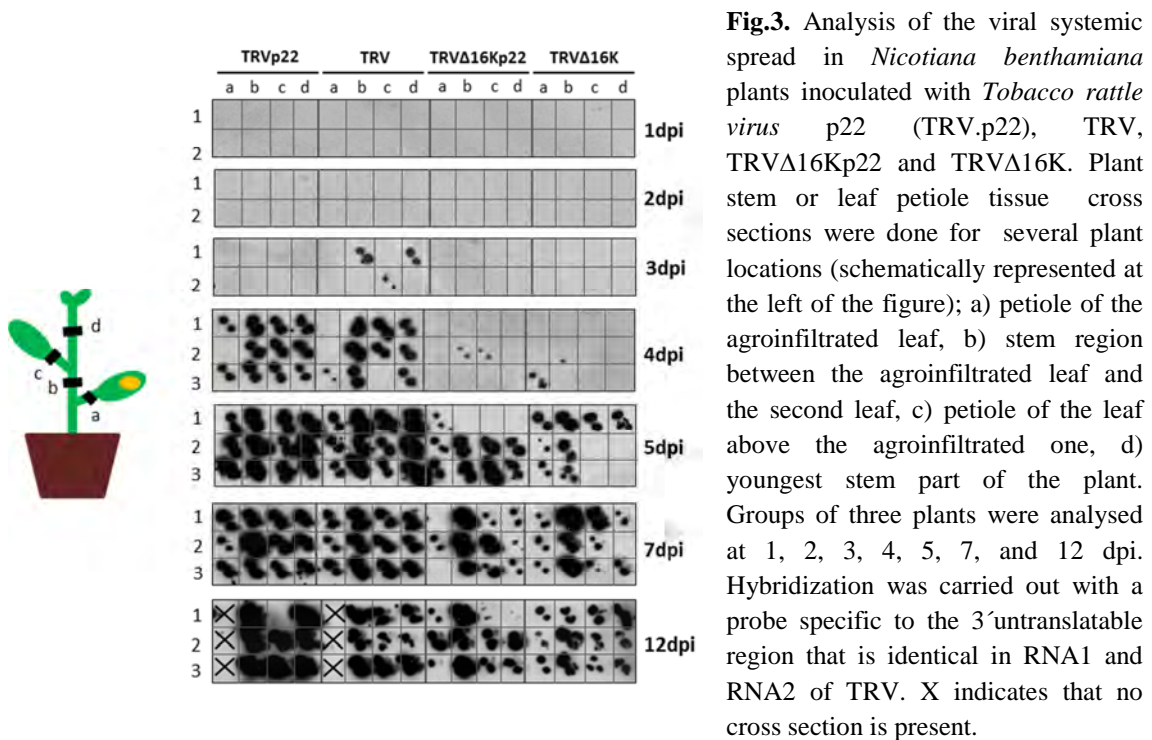 TRVp22 TRV TRVΔ16Kp22 TRVΔ16K
a b c d a b c d a b c d a b c d
1
2
1dpi
1
2
2dpi
1
2
3dpi
1
2
3
4dpi
1
2
3
5dpi
1
2
3
7dpi
1
2
3
12dpi
d
c
b
a
Fig.3. Analysis of the viral systemic
spread in Nicotiana benthamiana
plants inoculated with Tobacco rattle
virus p22 (TRV.p22), TRV,
TRVΔ16Kp22 and TRVΔ16K. Plant
stem or leaf petiole tissue cross
sections were done for several plant
locations (schematically represented at
the left of the figure); a) petiole of the
agroinfiltrated leaf, b) stem region
between the agroinfiltrated leaf and
the second leaf, c) petiole of the leaf
above the agroinfiltrated one, d)
youngest stem part of the plant.
Groups of three plants were analysed
at 1, 2, 3, 4, 5, 7, and 12 dpi.
Hybridization was carried out with a
probe specific to the 3´untranslatable
region that is identical in RNA1 and
RNA2 of TRV. X indicates that no
cross section is present.